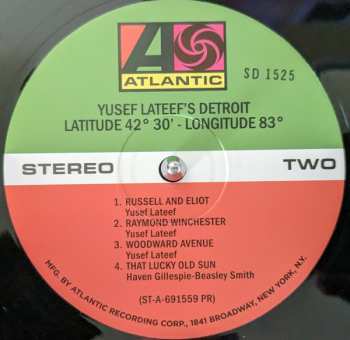 ATLANTIC
SD 1525
YUSEF LATEEF'S DETROIT
LATITUDE 42° 30' - LONGITUDE 83°
STEREO
TWO
1. RUSSELL AND ELIOT
Yusef Lateef
2. RAYMOND WINCHESTER
Yusef Lateef
3. WOODWARD AVENUE
Yusef Lateef
4. THAT LUCKY OLD SUN
Haven Gillespie-Beasley Smith
(ST-A-691559 PR)
MFG. BY ATLANTIC RECORDING CORP., 1841 BROADWAY, NEW YORK, N.Y.